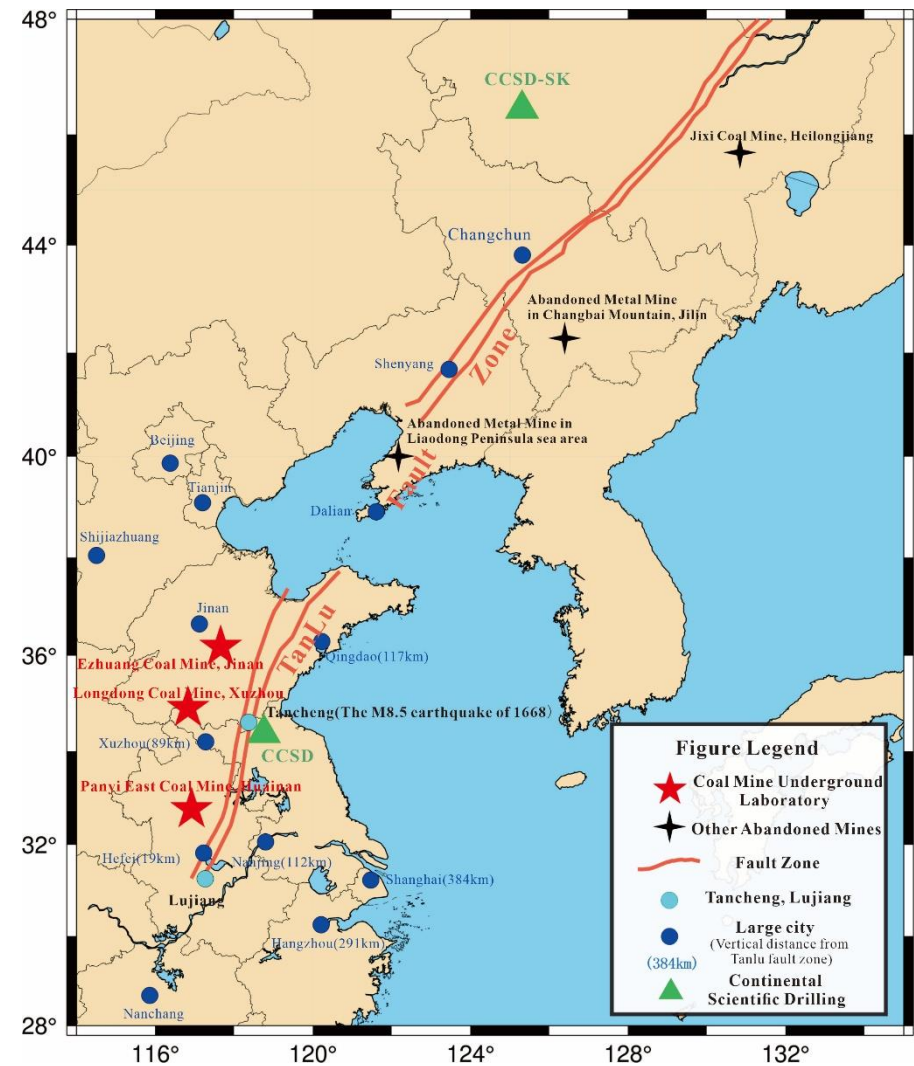 48°
CCSD-SK
Jixi Coal Mine, Heilongjiang
44°
Changchun
Abandoned Metal Mine
in Changbai Mountain, Jilin
Shenyang
Zone
Abandoned Metal Mine in
Liaodong Peninsula sea area
40°
Beijing
Tianjin
Fault
Dalian
Shijiazhuang
Jinan
TanLu
36°
Ezhuang Coal Mine, Jinan
Qingdao(117km)
Longdong Coal Mine, Xuzhou
Tancheng(The M8.5 earthquake of 1668)
Xuzhou(89km)
CCSD
Panyi East Coal Mine, Huainan
32°
Hefei(19km)
Nanjing(112km)
Lujiang
Shanghai(384km)
Hangzhou(291km)
Nanchang
28°
Figure Legend
Coal Mine Underground
Laboratory
Other Abandoned Mines
Fault Zone
Tancheng, Lujiang
Large city
(Vertical distance from
Tanlu fault zone)
(384km)
Continental
Scientific Drilling
116°
120°
124°
128°
132°